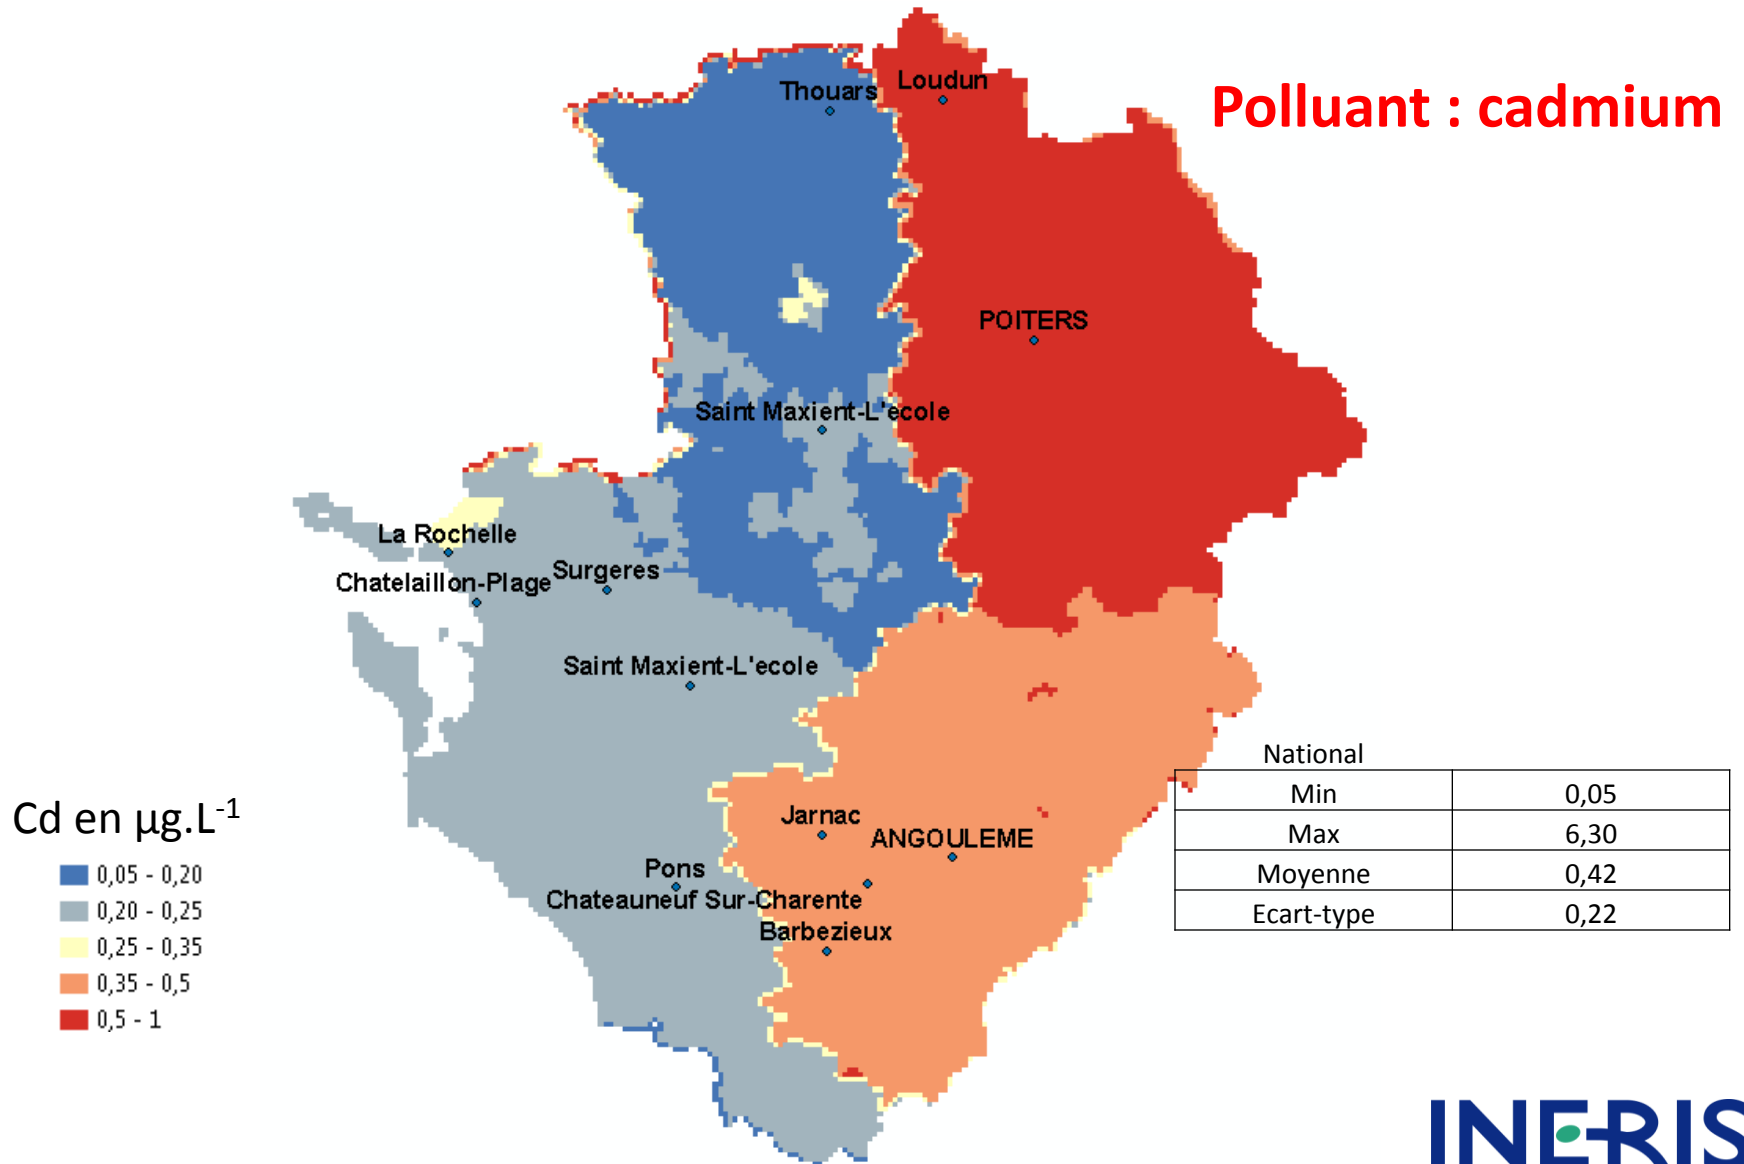 Polluant : cadmium
Thouars
Loudun
POITERS
Saint Maxient-L'ecole
La Rochelle
Chatelaillon-Plage
Surgeres
Saint Maxient-L'ecole
Jarnac
ANGOULEME
Pons
Chateauneuf Sur-Charente
Barbezieux
National
Min 0,05
Max 6,30
Moyenne 0,42
Ecart-type 0,22
Cd en µg.L-1
0,05 - 0,20
0,20 - 0,25
0,25 - 0,35
0,35 - 0,5
0,5 - 1
INERIS